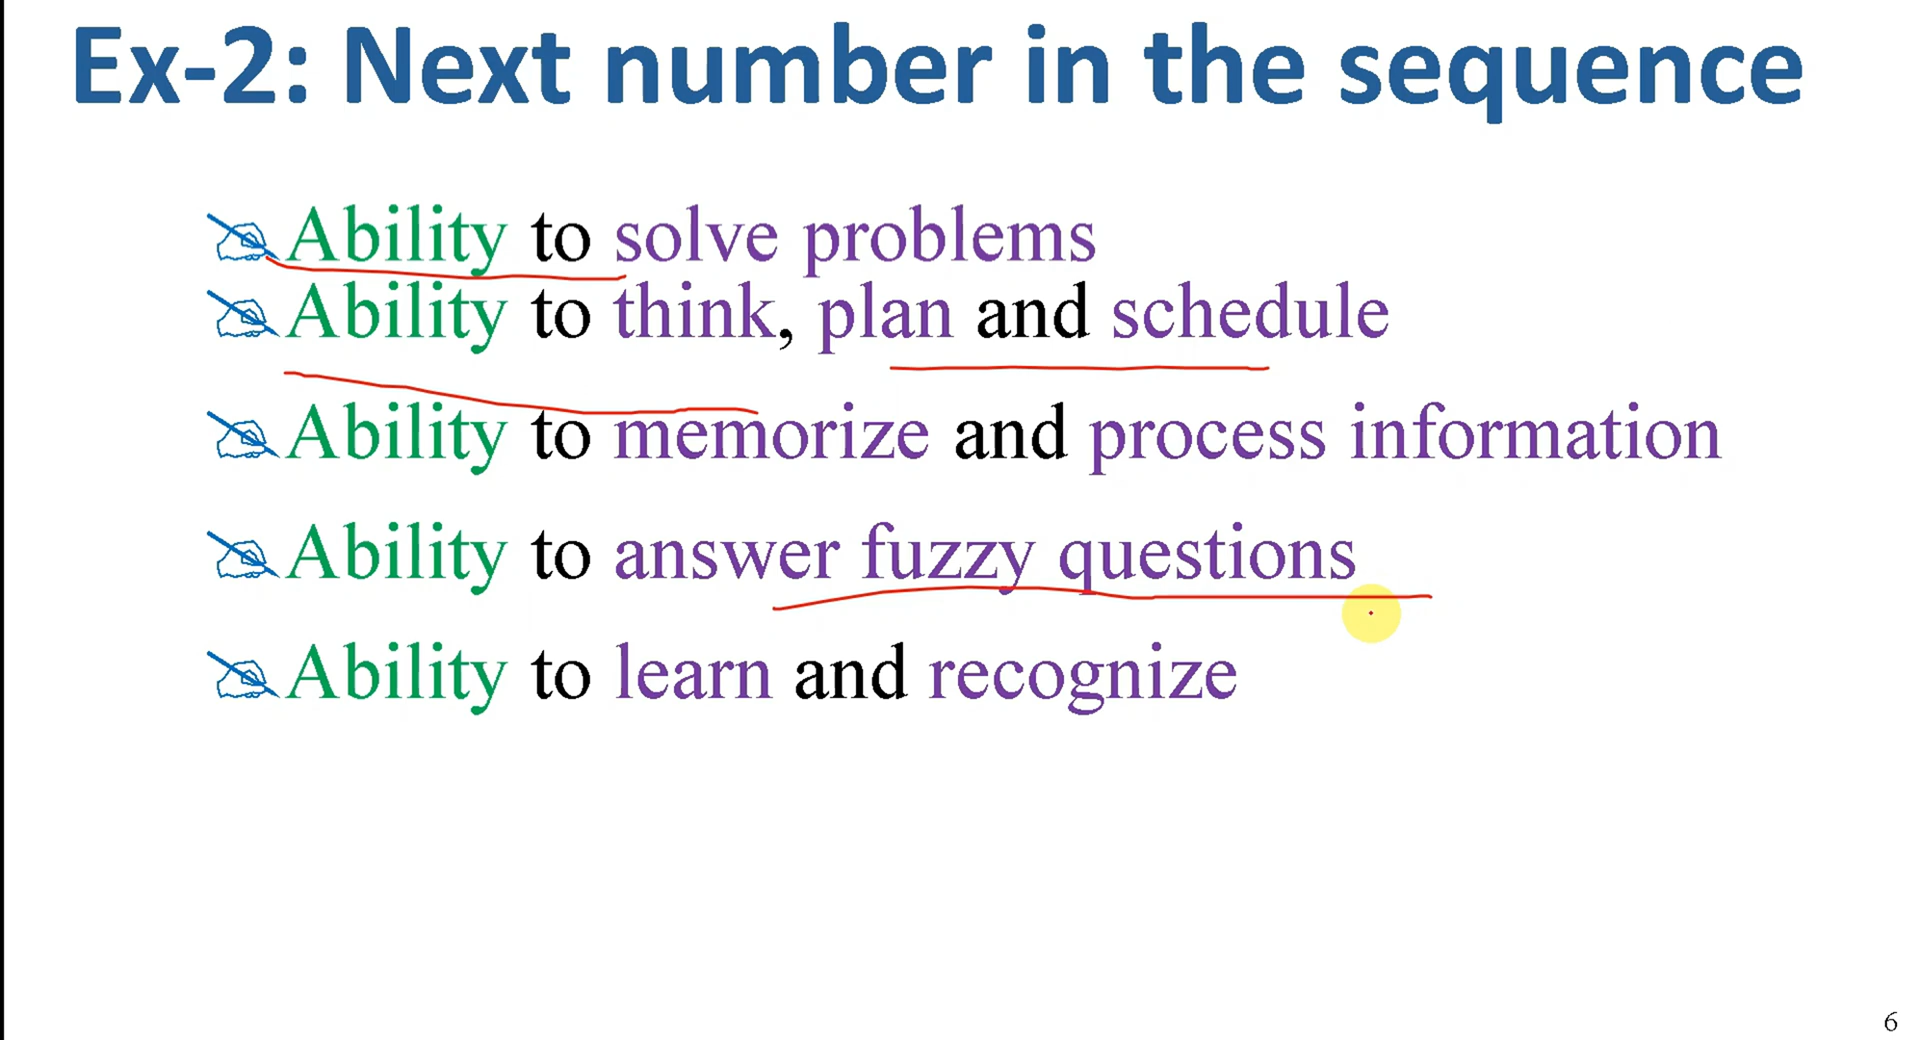 Ex-2: Next number in the sequence
Ability to solve problems
Ability to think, plan and schedule
Ability to memorize and process information
Ability to answer fuzzy questions
Ability to learn and recognize
6